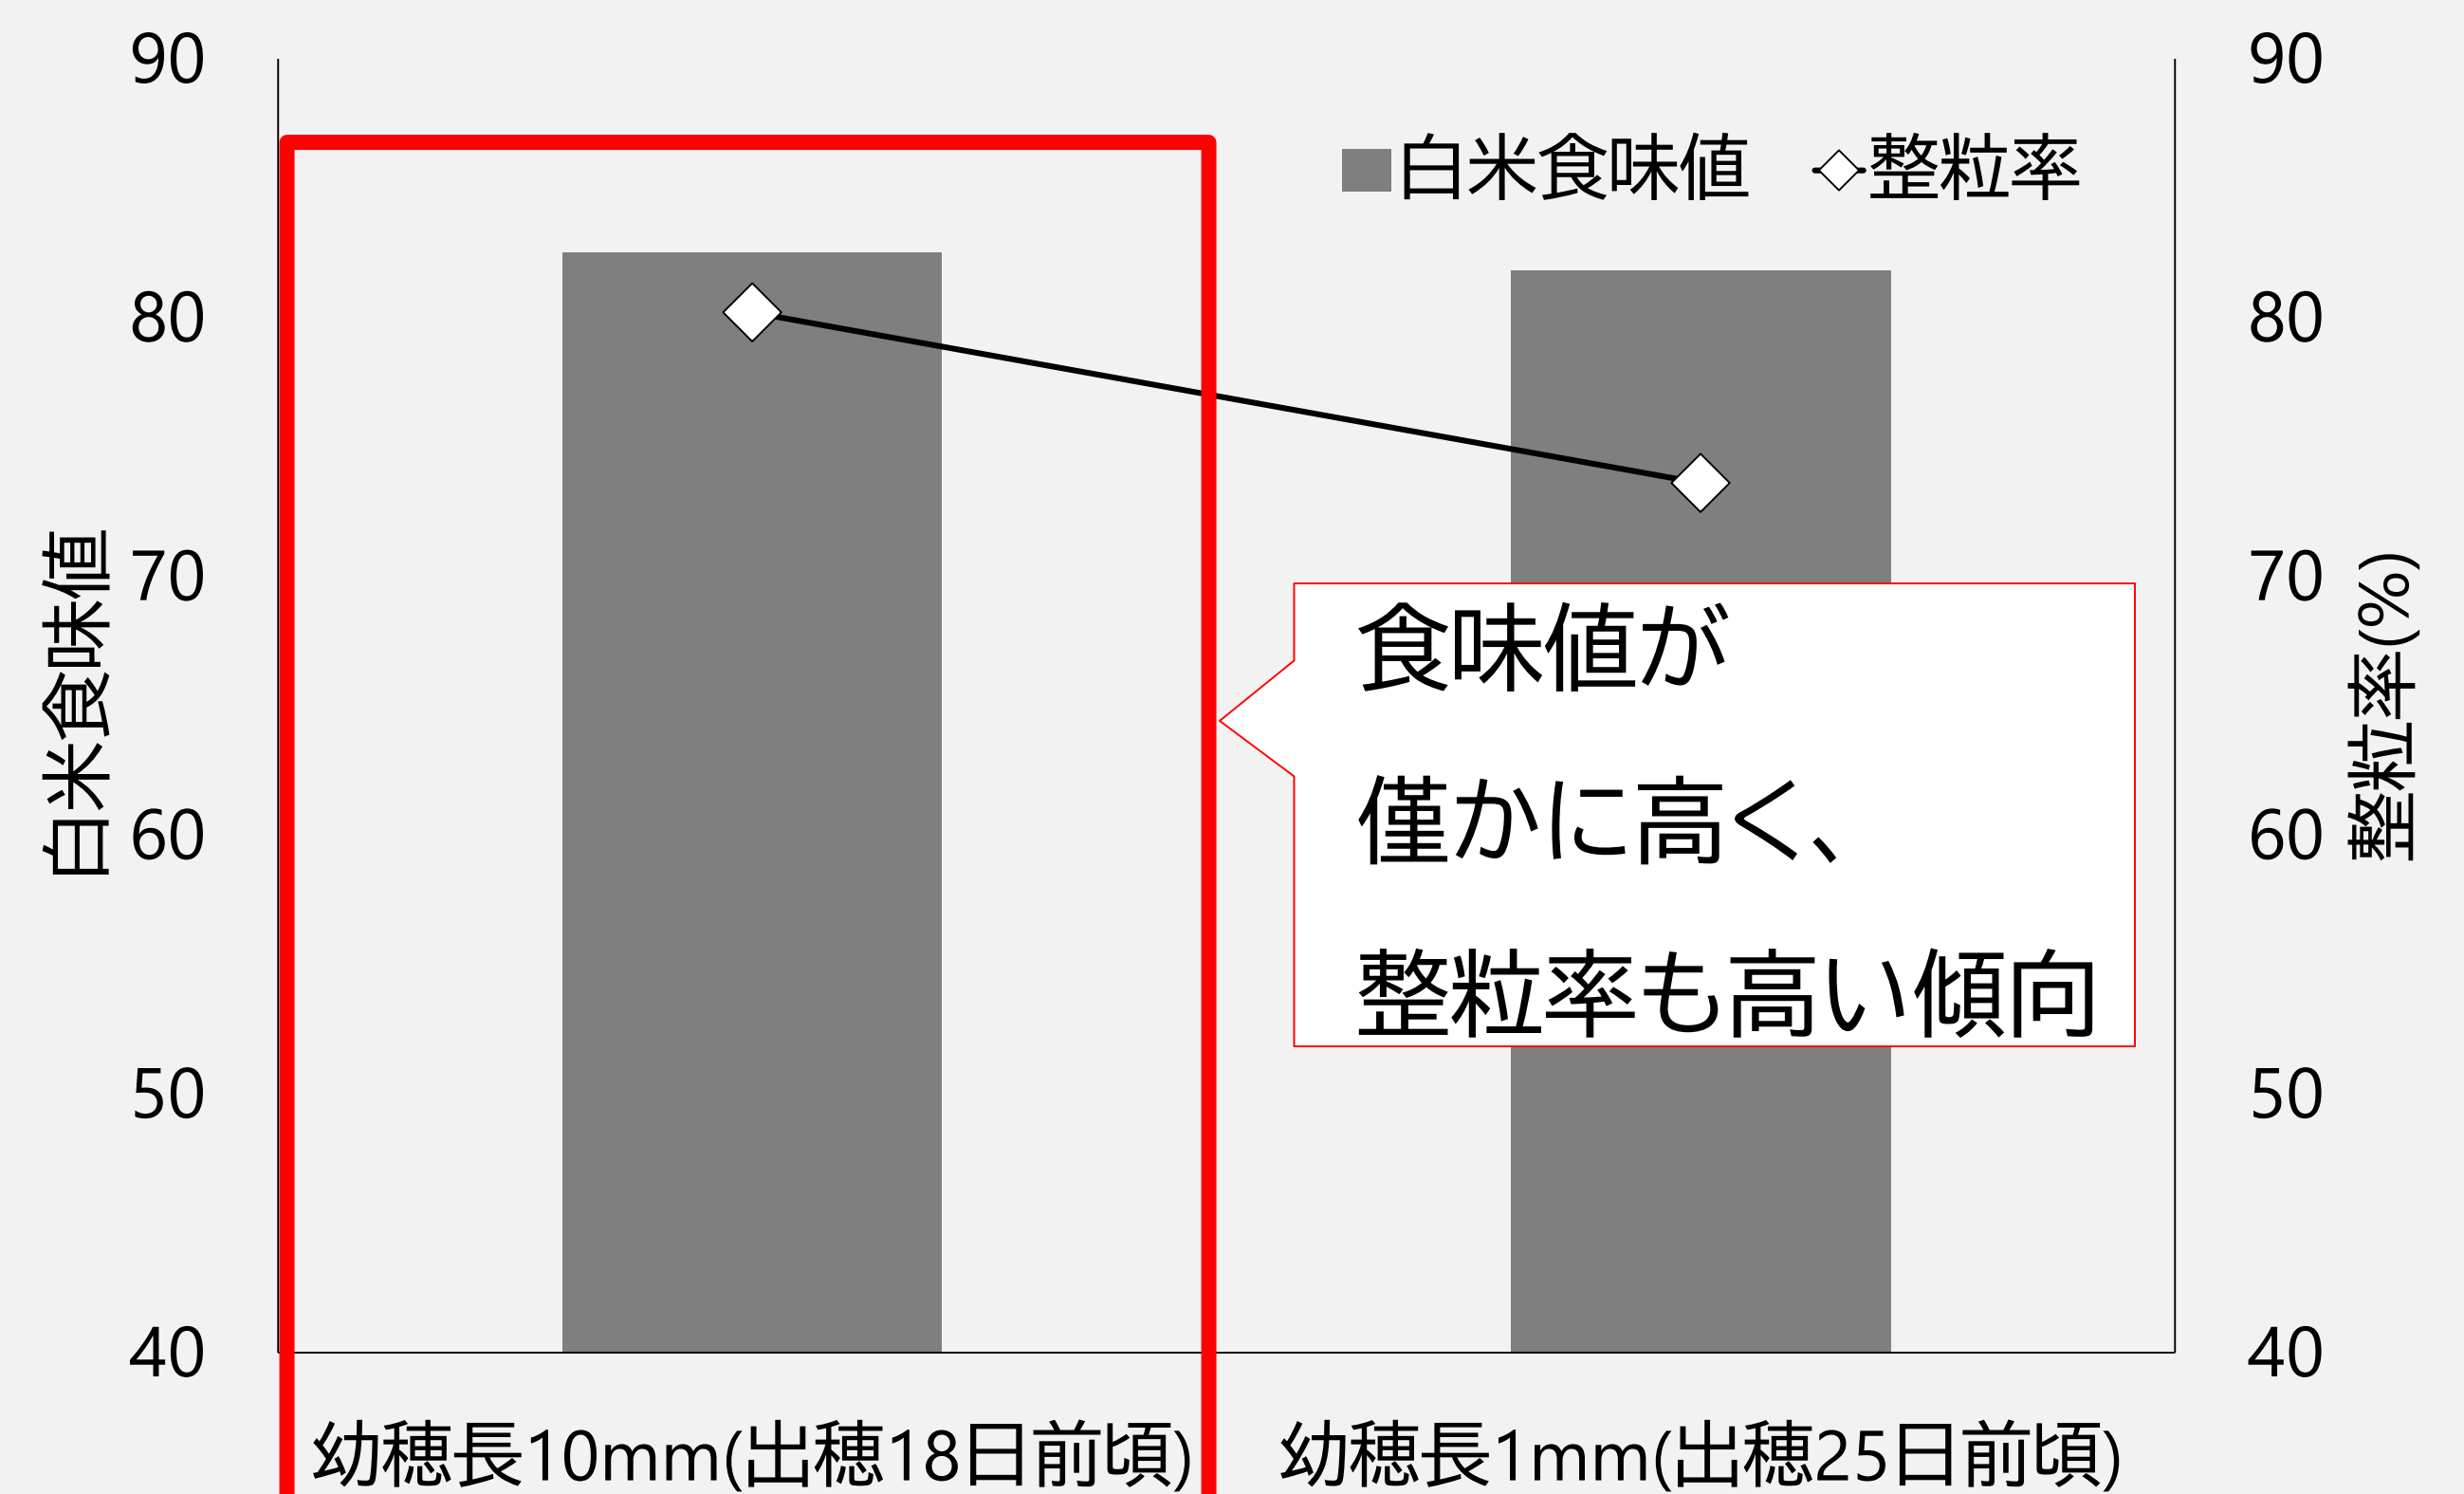 90
80
70
60
50
40
白米食味値
白米食味値
整粒率
食味値が
僅かに高く、
整粒率も高い傾向
90
80
70
60
50
40
整粒率(%)
幼穂長10mm(出穂18日前頃)
幼穂長1mm(出穂25日前頃)